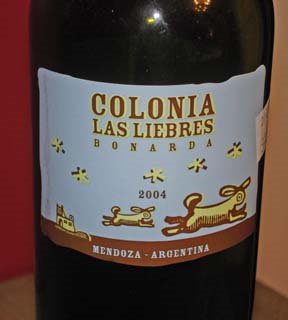 COLONIA
LAS LIEBRES
BONARDA
2004
MENDOZA - ARGENTINA